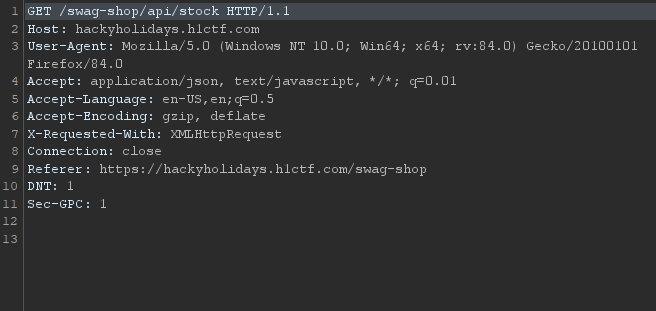 1 GET /swag-shop/api/stock HTTP/1.1
2 Host: hackyholidays.h1ctf.com
3 User-Agent: Mozilla/5.0 (Windows NT 10.0; Win64; x64; rv:84.0) Gecko/20100101
Firefox/84.0
4 Accept: application/json, text/javascript, */*; q=0.01
5 Accept-Language: en-US,en;q=0.5
6 Accept-Encoding: gzip, deflate
7 X-Requested-With: XMLHttpRequest
8 Connection: close
9 Referer: https://hackyholidays.h1ctf.com/swag-shop
10 DNT: 1
11 Sec-GPC: 1
12
13